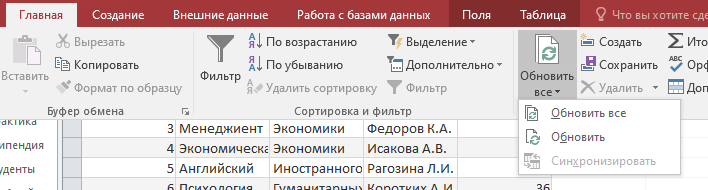 Главная Создание Внешние данные Работа с базами данных Поля Таблица Что вы хотите сде
Вставить
Вырезать
Копировать
Формат по образцу
Буфер обмена
Фильтр
По возрастанию
По убыванию
Удалить сортировку
Выделение
Дополнительно
Фильтр
Сортировка и фильтр
Обновить все
Создать
Сохранить
Удалить
Ито
Орф
Доп
Обновить все
Обновить
Синхронизировать
рактика
ипендия
уденты
3 Менеджиент Экономики Федоров К.А.
4 Экономическа Экономики Исакова А.В.
5 Английский Иностранного Рагозина Л.И.
6 Психология Гуманитарных Коротких А.И 36